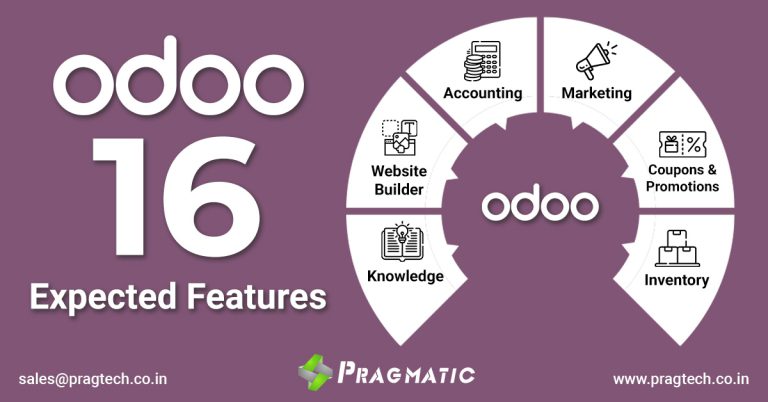 odoo
16
Expected Features
Accounting
Marketing
Website
Builder
Coupons &
Promotions
Knowledge
Inventory
odoo
sales@pragtech.co.in
PRAGMATIC
www.pragtech.co.in